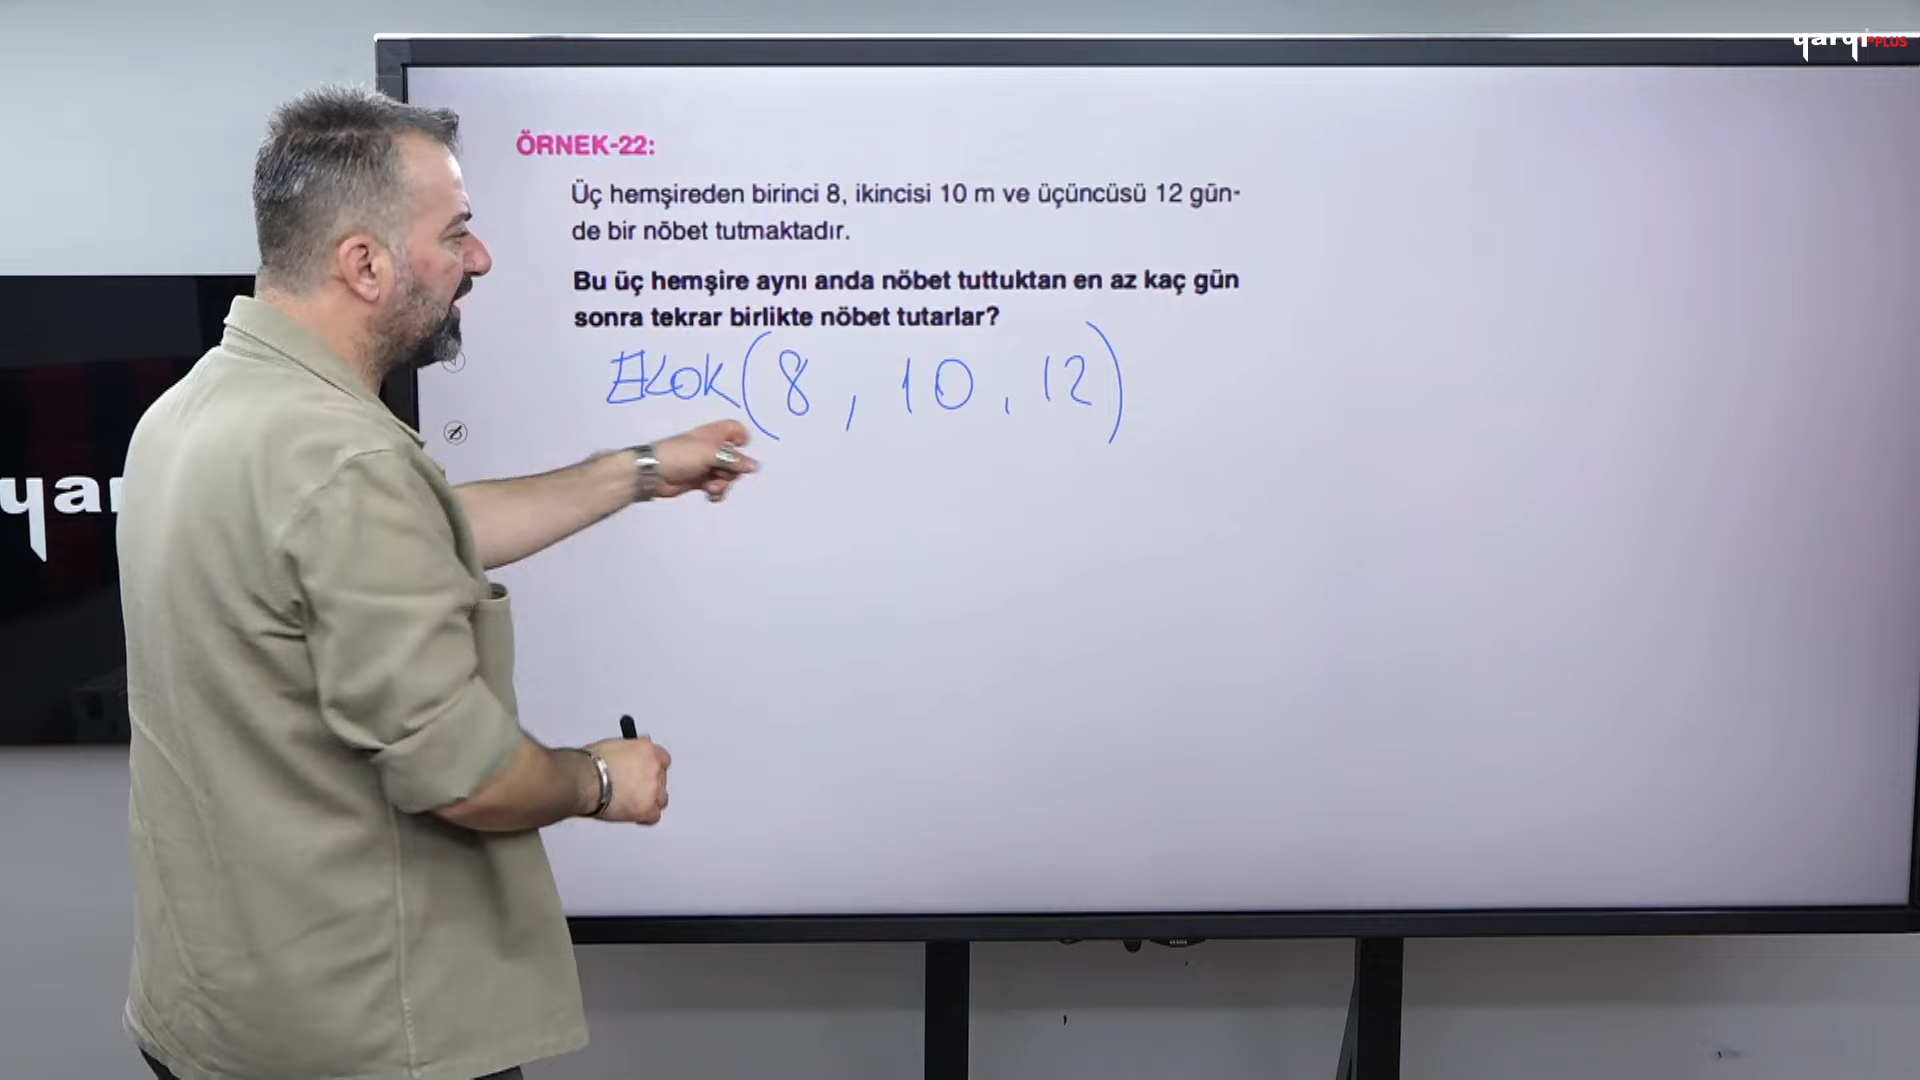 yarqı PLUS
ÖRNEK-22:
Üç hemşireden birinci 8, ikincisi 10 m ve üçüncüsü 12 gün-
de bir nöbet tutmaktadır.
Bu üç hemşire aynı anda nöbet tuttuktan en az kaç gün
sonra tekrar birlikte nöbet tutarlar?
EKOK(8, 10, 12)
yar